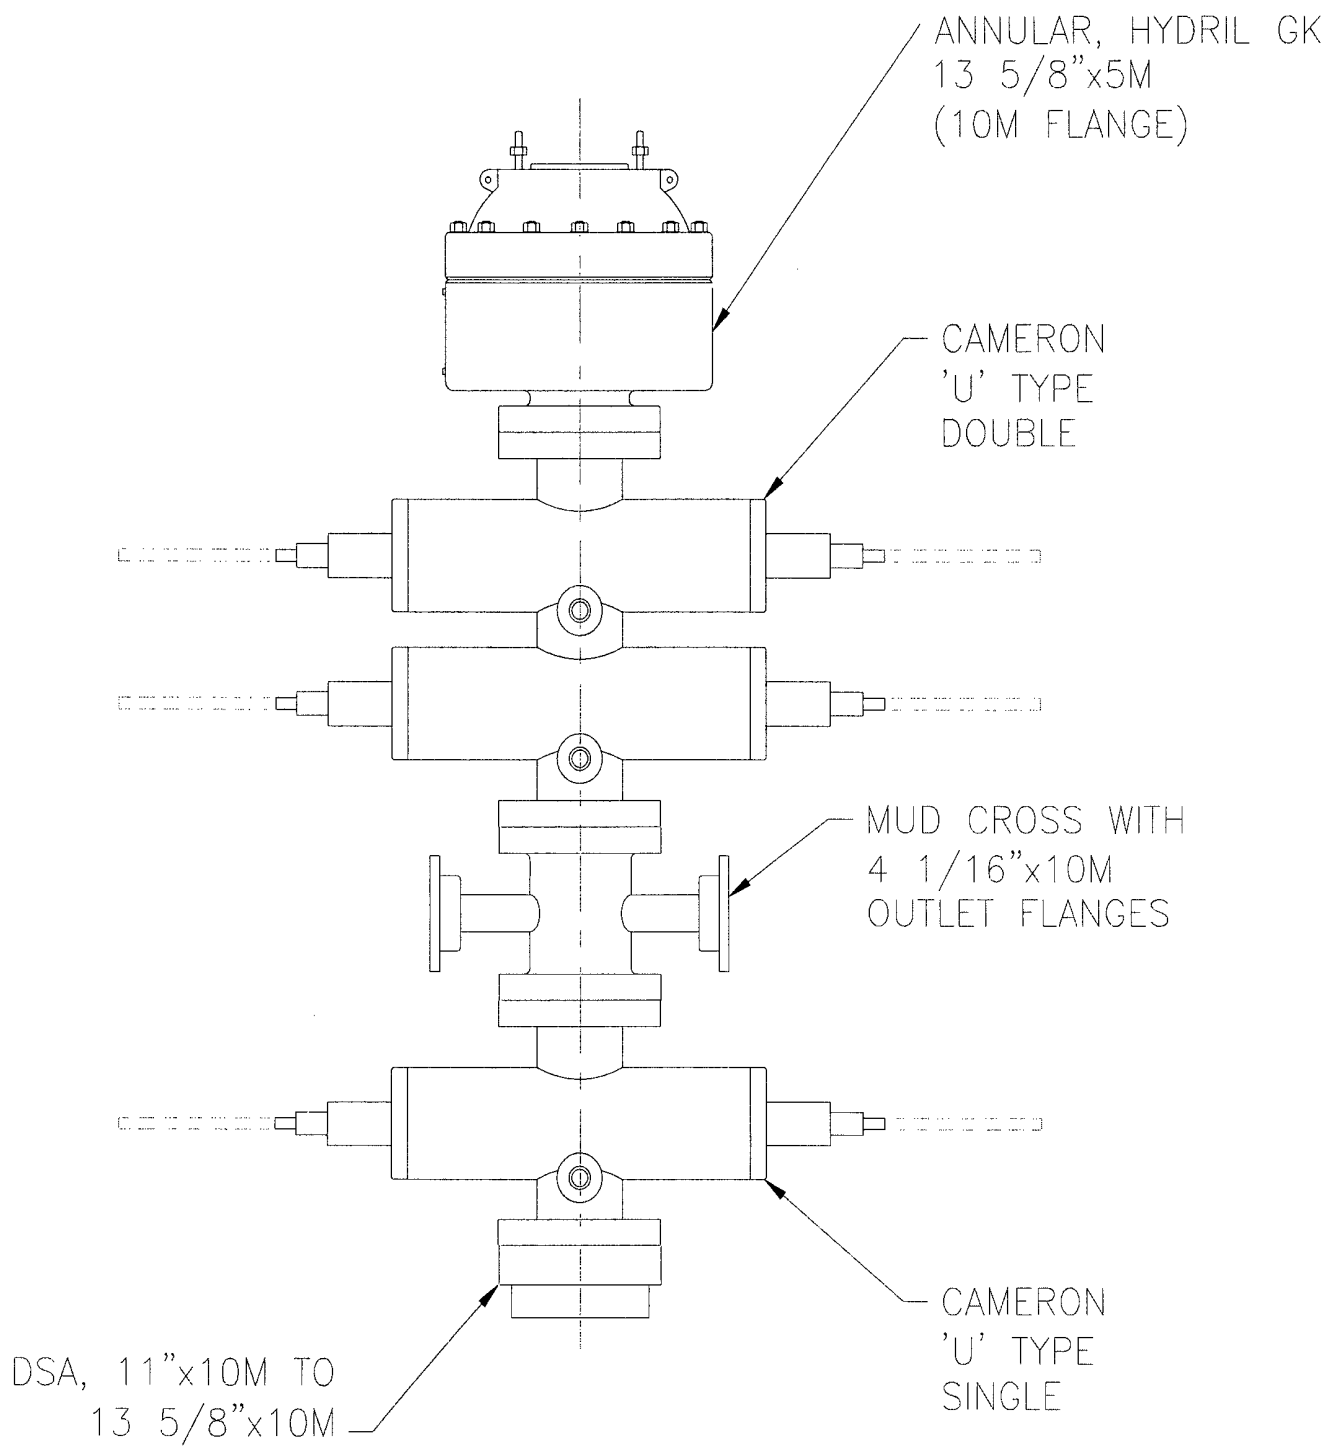 ANNULAR, HYDRIL GK
13 5/8"x5M
(10M FLANGE)
CAMERON
'U' TYPE
DOUBLE
MUD CROSS WITH
4 1/16"x10M
OUTLET FLANGES
CAMERON
'U' TYPE
SINGLE
DSA, 11"x10M TO
13 5/8"x10M